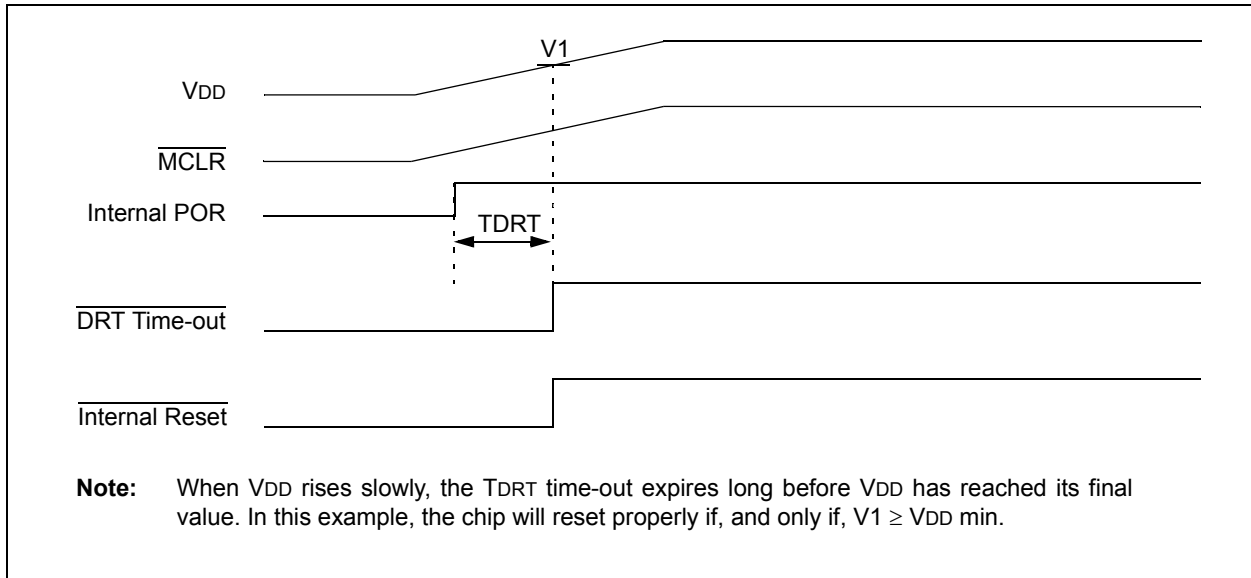 V1
VDD
MCLR
Internal POR
TDRT
DRT Time-out
Internal Reset
Note: When VDD rises slowly, the TDRT time-out expires long before VDD has reached its final
value. In this example, the chip will reset properly if, and only if, V1 ≥ VDD min.